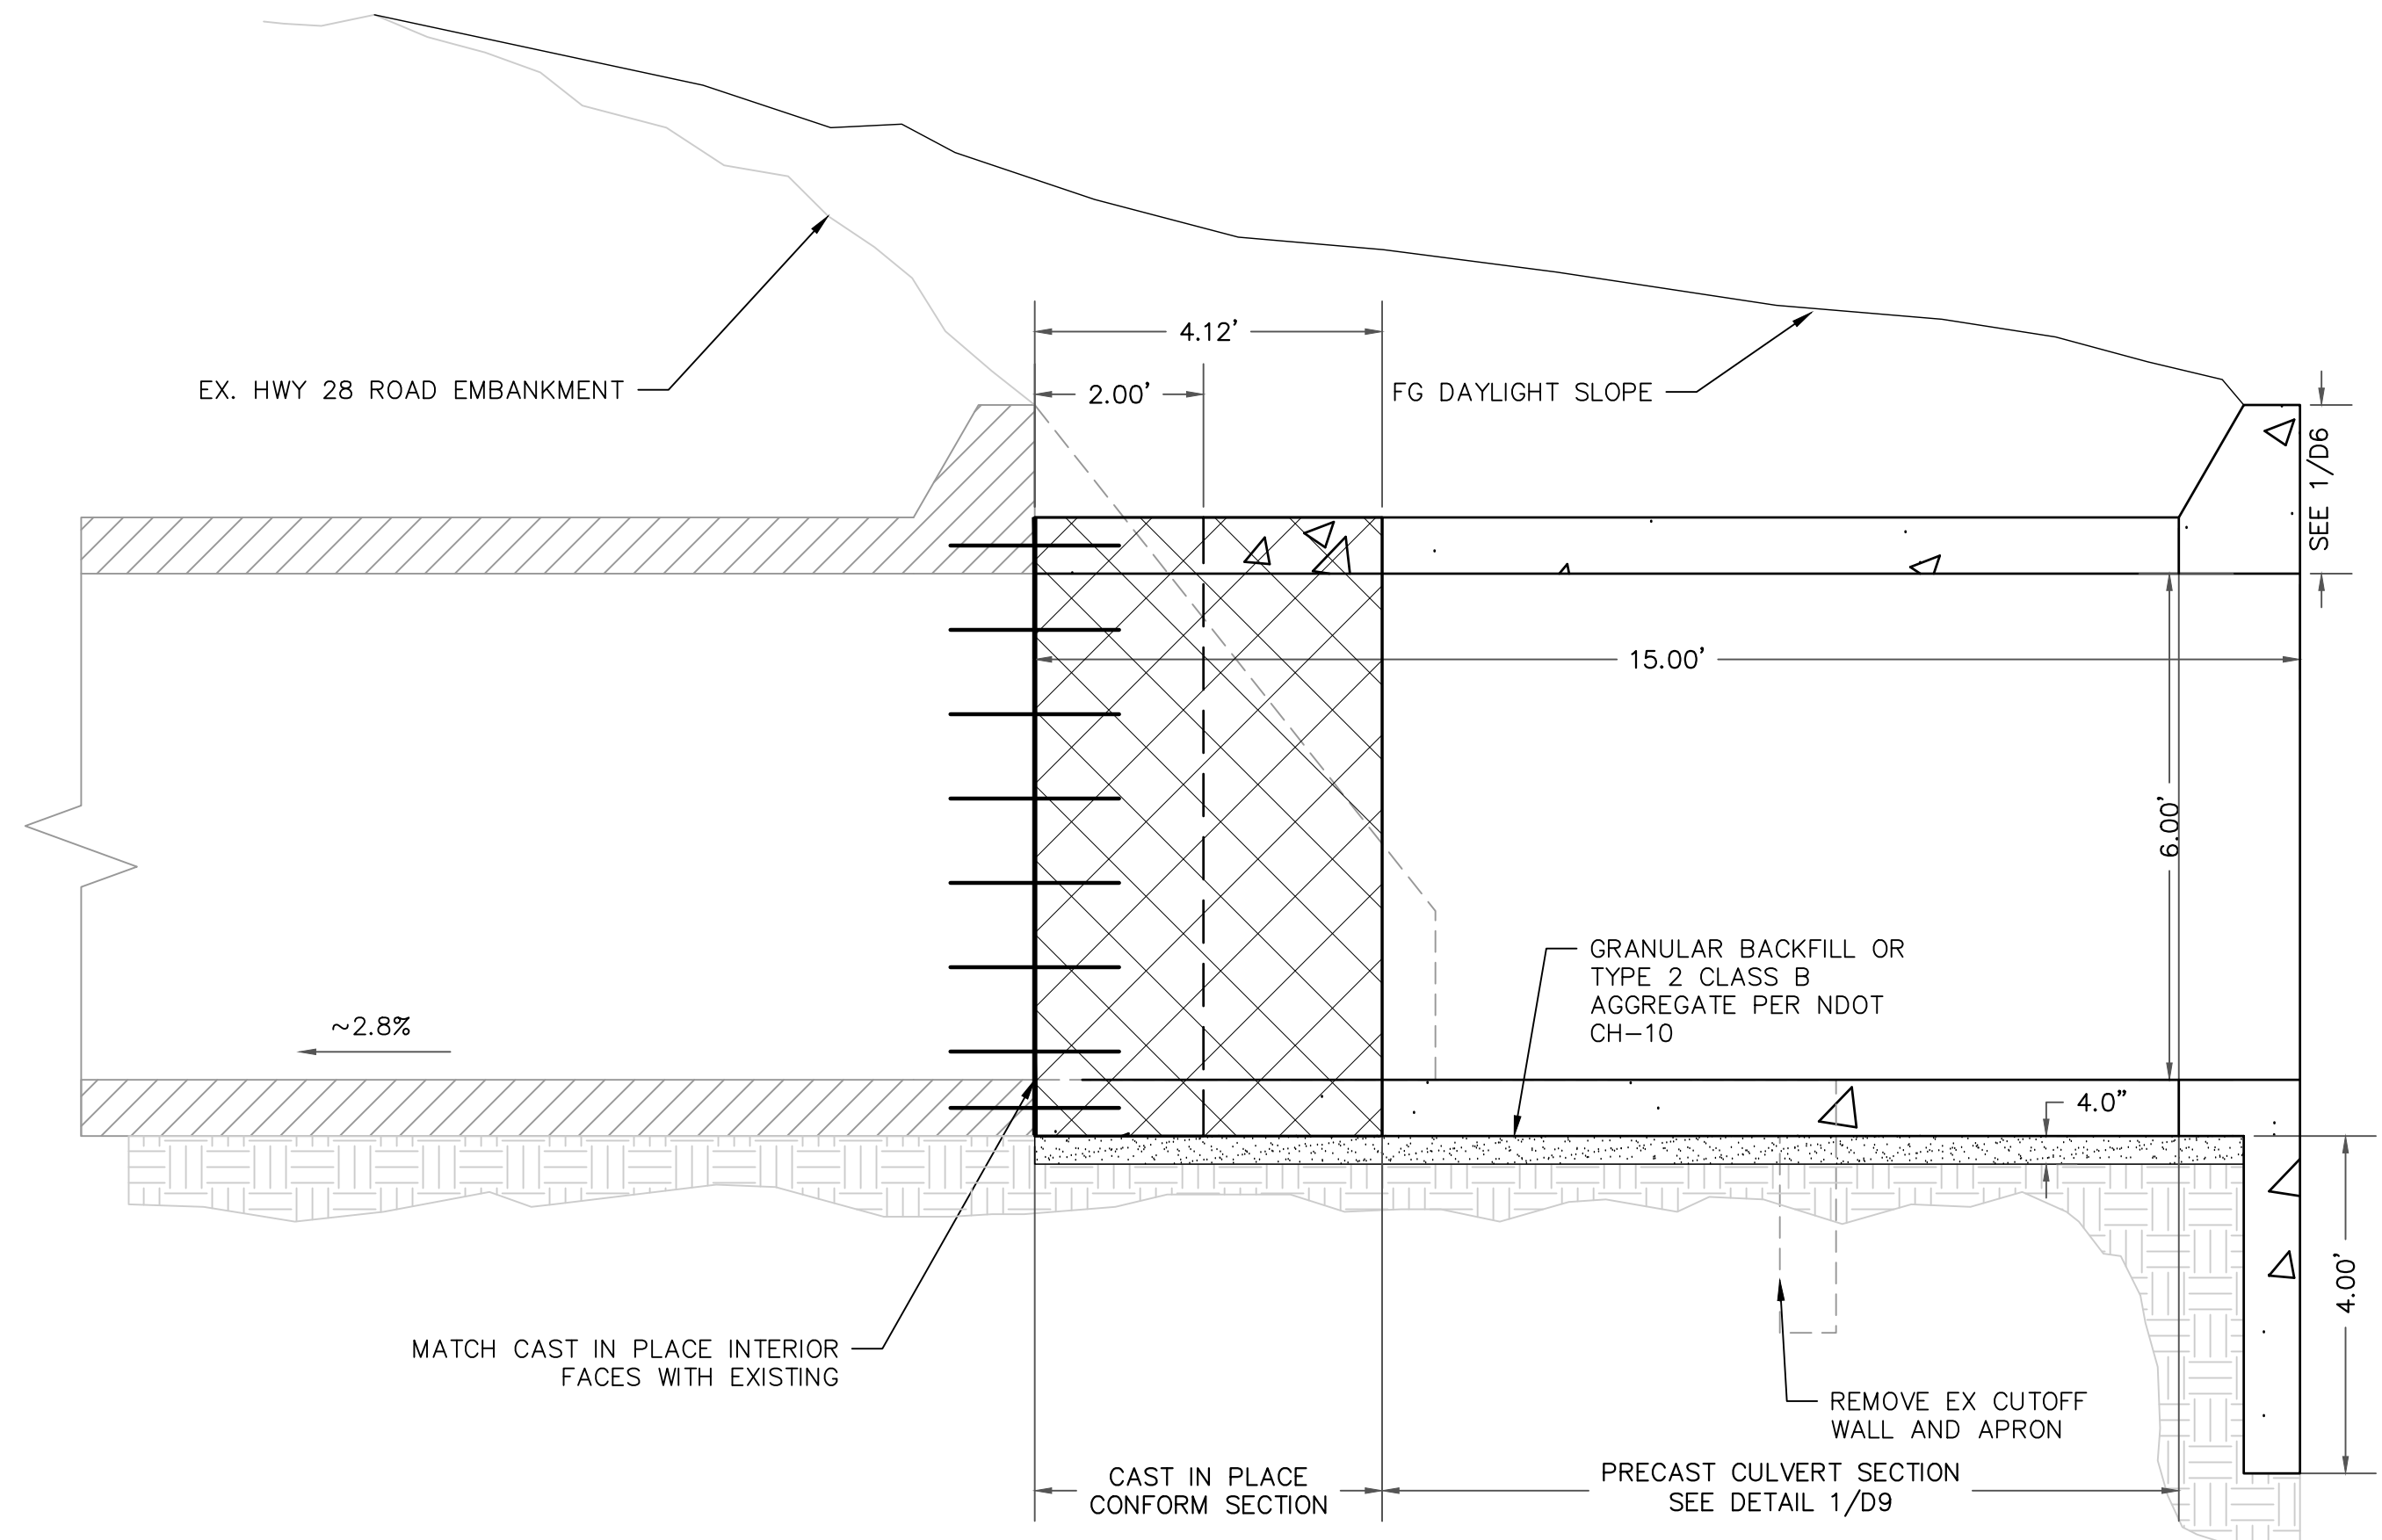 4.12'
EX. HWY 28 ROAD EMBANKMENT
2.00'
FG DAYLIGHT SLOPE
SEE 1/D6
15.00'
6.00'
GRANULAR BACKFILL OR
TYPE 2 CLASS B
AGGREGATE PER NDOT
CH-10
~2.8%
4.0"
4.00'
MATCH CAST IN PLACE INTERIOR
FACES WITH EXISTING
REMOVE EX CUTOFF
WALL AND APRON
CAST IN PLACE
CONFORM SECTION
PRECAST CULVERT SECTION
SEE DETAIL 1/D9